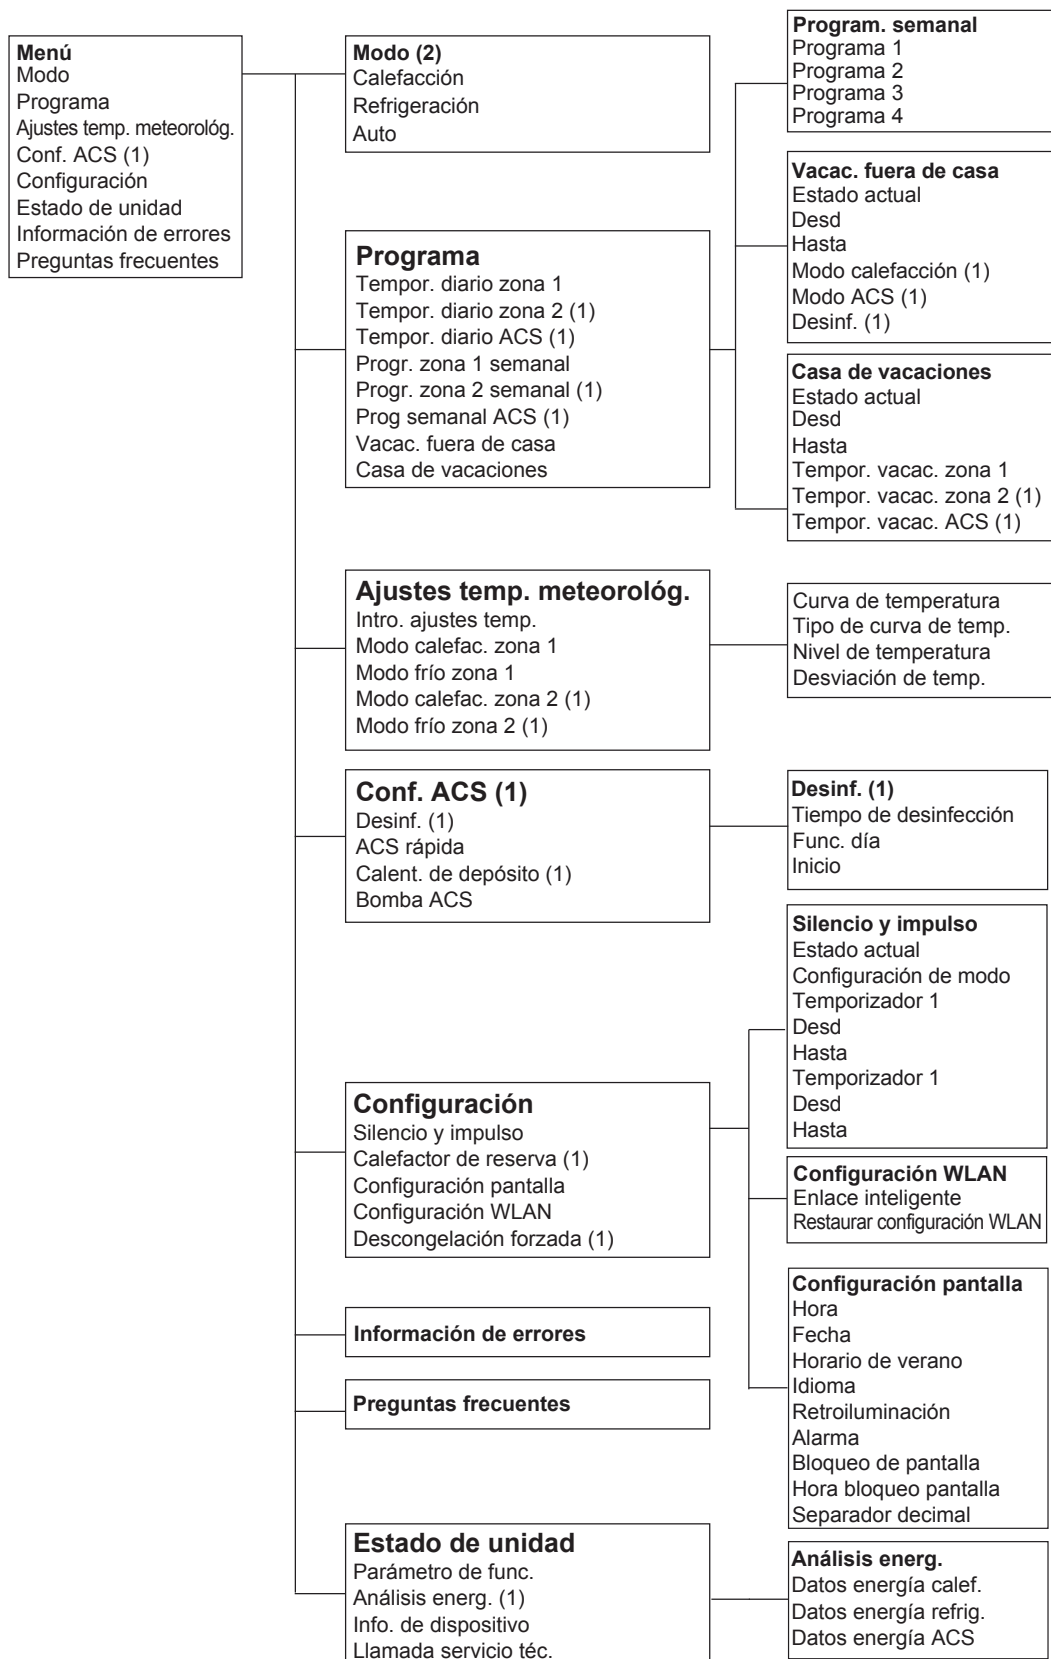 Menú
Modo
Programa
Ajustes temp. meteorológ.
Conf. ACS (1)
Configuración
Estado de unidad
Información de errores
Preguntas frecuentes
Modo (2)
Calefacción
Refrigeración
Auto
Programa
Tempor. diario zona 1
Tempor. diario zona 2 (1)
Tempor. diario ACS (1)
Progr. zona 1 semanal
Progr. zona 2 semanal (1)
Prog semanal ACS (1)
Vacac. fuera de casa
Casa de vacaciones
Program. semanal
Programa 1
Programa 2
Programa 3
Programa 4
Vacac. fuera de casa
Estado actual
Desd
Hasta
Modo calefacción (1)
Modo ACS (1)
Desinf. (1)
Casa de vacaciones
Estado actual
Desd
Hasta
Tempor. vacac. zona 1
Tempor. vacac. zona 2 (1)
Tempor. vacac. ACS (1)
Ajustes temp. meteorológ.
Intro. ajustes temp.
Modo calefac. zona 1
Modo frío zona 1
Modo calefac. zona 2 (1)
Modo frío zona 2 (1)
Curva de temperatura
Tipo de curva de temp.
Nivel de temperatura
Desviación de temp.
Conf. ACS (1)
Desinf. (1)
ACS rápida
Calent. de depósito (1)
Bomba ACS
Desinf. (1)
Tiempo de desinfección
Func. día
Inicio
Configuración
Silencio y impulso
Calefactor de reserva (1)
Configuración pantalla
Configuración WLAN
Descongelación forzada (1)
Silencio y impulso
Estado actual
Configuración de modo
Temporizador 1
Desd
Hasta
Temporizador 1
Desd
Hasta
Configuración WLAN
Enlace inteligente
Restaurar configuración WLAN
Configuración pantalla
Hora
Fecha
Horario de verano
Idioma
Retroiluminación
Alarma
Bloqueo de pantalla
Hora bloqueo pantalla
Separador decimal
Información de errores
Preguntas frecuentes
Estado de unidad
Parámetro de func.
Análisis energ. (1)
Info. de dispositivo
Llamada servicio téc.
Análisis energ.
Datos energía calef.
Datos energía refrig.
Datos energía ACS